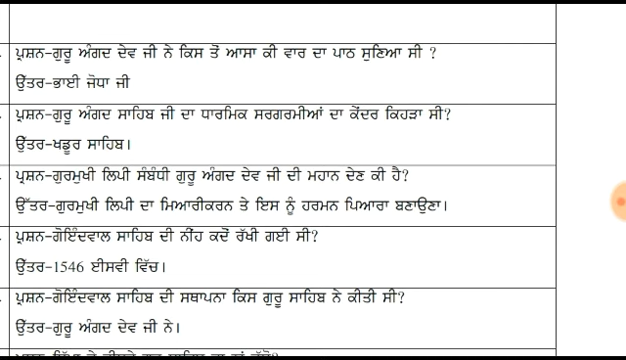 ਪ੍ਰਸ਼ਨ-ਗੁਰੂ ਅੰਗਦ ਦੇਵ ਜੀ ਨੇ ਕਿਸ ਤੋਂ ਆਸਾ ਕੀ ਵਾਰ ਦਾ ਪਾਠ ਸੁਣਿਆ ਸੀ ?
ਉੱਤਰ-ਭਾਈ ਜੋਧਾ ਜੀ
ਪ੍ਰਸ਼ਨ-ਗੁਰੂ ਅੰਗਦ ਸਾਹਿਬ ਜੀ ਦਾ ਧਾਰਮਿਕ ਸਰਗਰਮੀਆਂ ਦਾ ਕੇਂਦਰ ਕਿਹੜਾ ਸੀ?
ਉੱਤਰ-ਖਡੂਰ ਸਾਹਿਬ।
ਪ੍ਰਸ਼ਨ-ਗੁਰਮੁਖੀ ਲਿਪੀ ਸੰਬੰਧੀ ਗੁਰੂ ਅੰਗਦ ਦੇਵ ਜੀ ਦੀ ਮਹਾਨ ਦੇਣ ਕੀ ਹੈ?
ਉੱਤਰ-ਗੁਰਮੁਖੀ ਲਿਪੀ ਦਾ ਮਿਆਰੀਕਰਨ ਤੇ ਇਸ ਨੂੰ ਹਰਮਨ ਪਿਆਰਾ ਬਣਾਉਣਾ।
ਪ੍ਰਸ਼ਨ-ਗੋਇੰਦਵਾਲ ਸਾਹਿਬ ਦੀ ਨੀਂਹ ਕਦੋਂ ਰੱਖੀ ਗਈ ਸੀ?
ਉੱਤਰ-1546 ਈਸਵੀ ਵਿੱਚ।
ਪ੍ਰਸ਼ਨ-ਗੋਇੰਦਵਾਲ ਸਾਹਿਬ ਦੀ ਸਥਾਪਨਾ ਕਿਸ ਗੁਰੂ ਸਾਹਿਬ ਨੇ ਕੀਤੀ ਸੀ?
ਉੱਤਰ-ਗੁਰੂ ਅੰਗਦ ਦੇਵ ਜੀ ਨੇ।